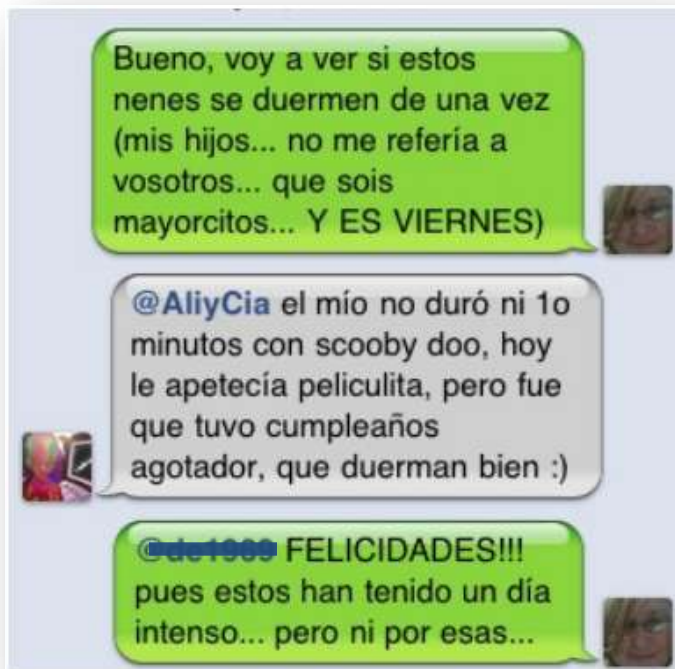 Bueno, voy a ver si estos
nenes se duermen de una vez
(mis hijos... no me refería a
vosotros... que sois
mayorcitos... Y ES VIERNES)
@AliyCia el mío no duró ni 1o
minutos con scooby doo, hoy
le apetecía peliculita, pero fue
que tuvo cumpleaños
agotador, que duerman bien :)
FELICIDADES!!!
pues estos han tenido un día
intenso... pero ni por esas...